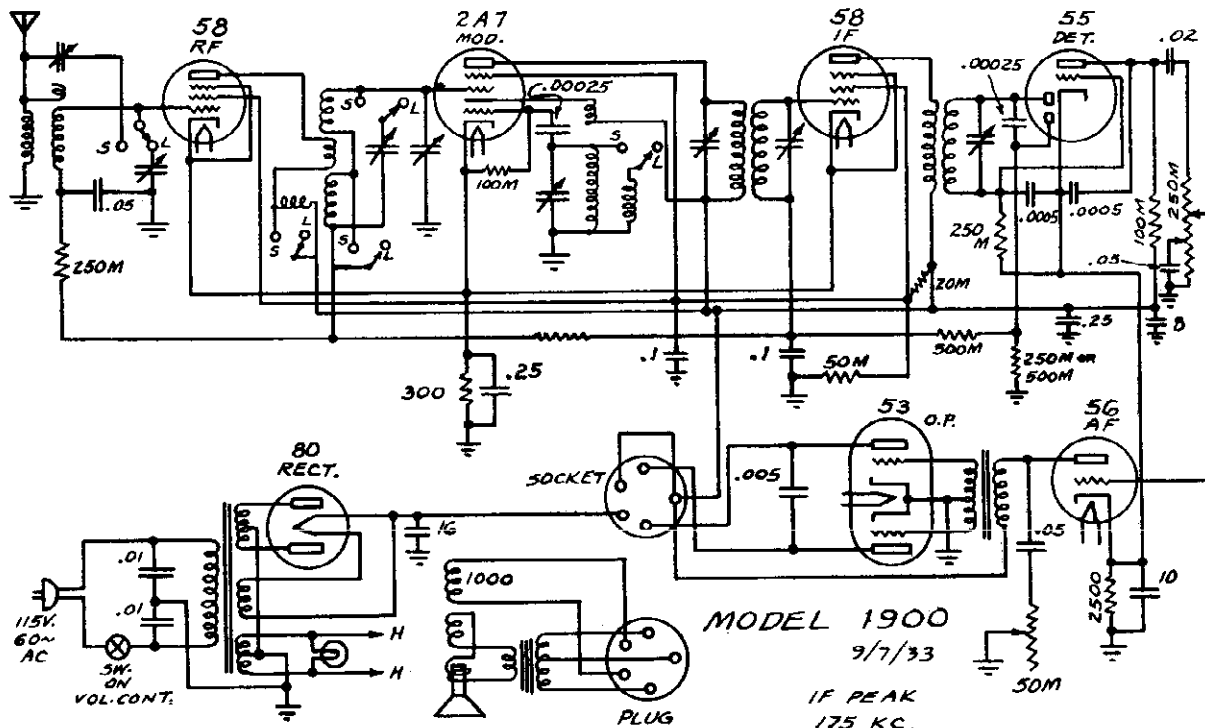 58
RF
2A7
MOD.
58
IF
55
DET.
.02
.00025
.00025
S
L
S
L
S
L
.05
100M
.0005
.0005
250
M
100M
250M
.05
S
L
S
L
250M
20M
.25
8
.1
.1
50M
500M
250M OR
500M
300
.25
53
O.P.
56
AF
80
RECT.
SOCKET
.005
16
.01
.01
.05
2500
10
1000
115V.
60~
AC
SW.
ON
VOL.CONT.
H
H
MODEL 1900
9/7/33
50M
PLUG
IF PEAK
175 KC.